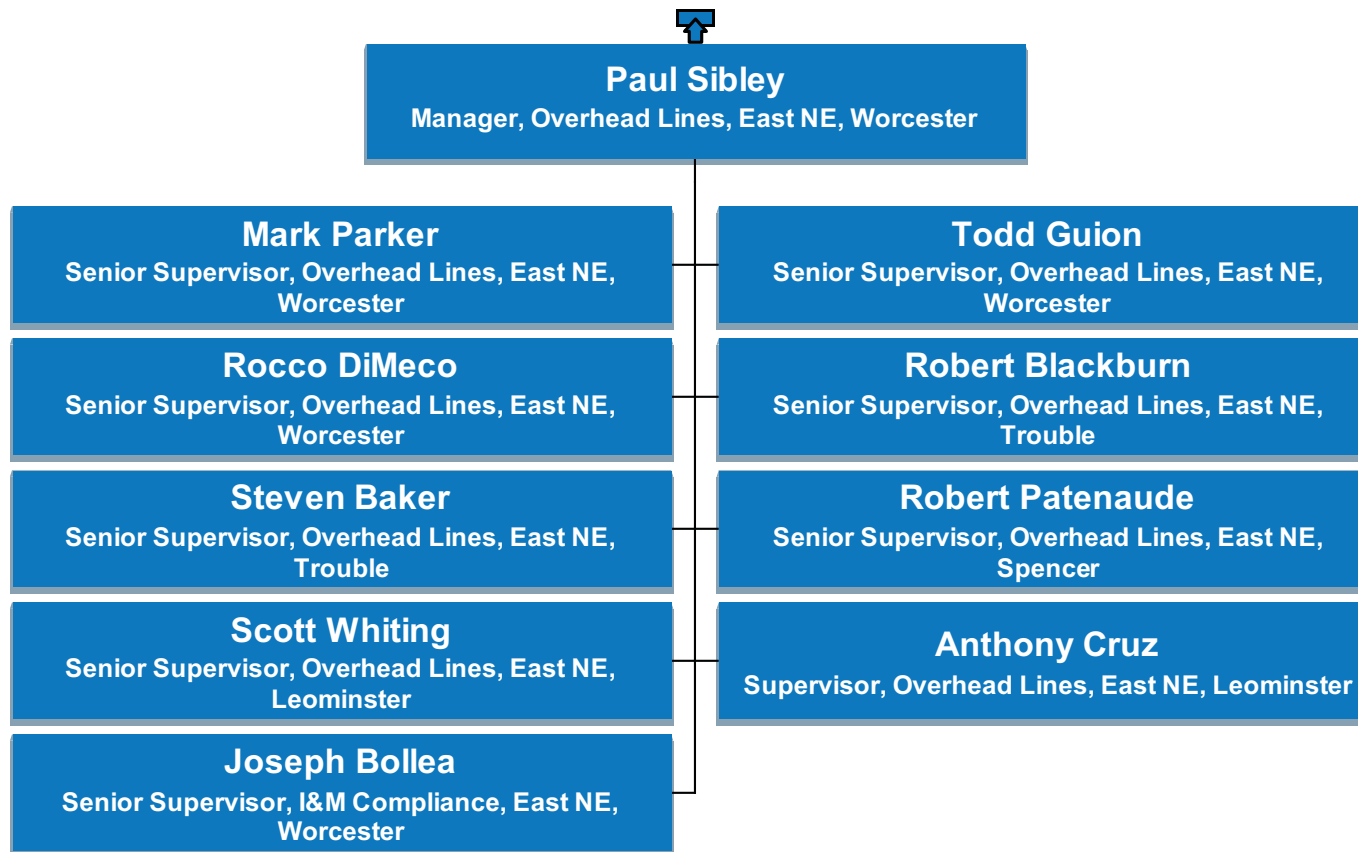 Paul Sibley
Manager, Overhead Lines, East NE, Worcester
Mark Parker
Senior Supervisor, Overhead Lines, East NE,
Worcester
Todd Guion
Senior Supervisor, Overhead Lines, East NE,
Worcester
Rocco DiMeco
Senior Supervisor, Overhead Lines, East NE,
Worcester
Robert Blackburn
Senior Supervisor, Overhead Lines, East NE,
Trouble
Steven Baker
Senior Supervisor, Overhead Lines, East NE,
Trouble
Robert Patenaude
Senior Supervisor, Overhead Lines, East NE,
Spencer
Scott Whiting
Senior Supervisor, Overhead Lines, East NE,
Leominster
Anthony Cruz
Supervisor, Overhead Lines, East NE, Leominster
Joseph Bollea
Senior Supervisor, I&M Compliance, East NE,
Worcester